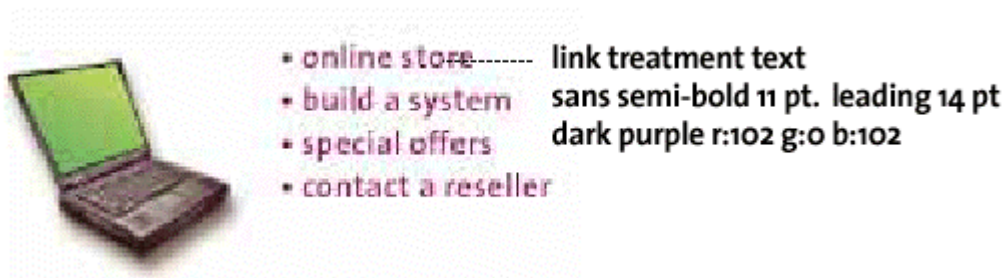 • online store
• build a system
• special offers
• contact a reseller
link treatment text
sans semi-bold 11 pt. leading 14 pt
dark purple r:102 g:0 b:102